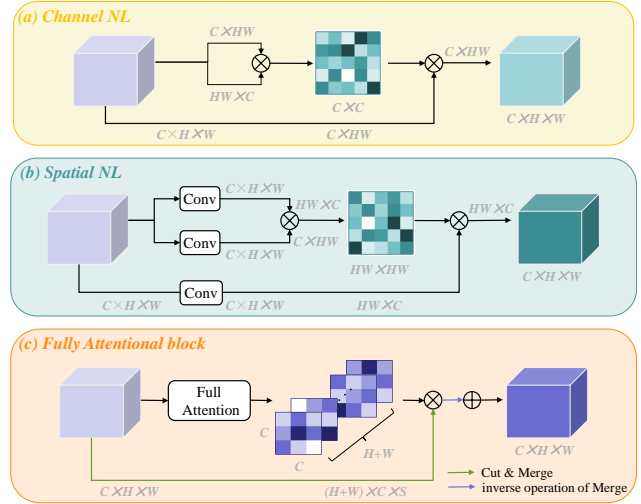 (a) Channel NL
C×HW
HW×C
C×C
C×HW
C×H×W
C×HW
C×H×W
(b) Spatial NL
Conv
C×H×W
Conv
C×H×W
HW×C
C×HW
HW×HW
HW×C
C×H×W
Conv
C×H×W
C×H×W
HW×C
(c) Fully Attentional block
Full
Attention
C
C
H+W
C×H×W
C×H×W
(H+W)×C×S
Cut & Merge
inverse operation of Merge